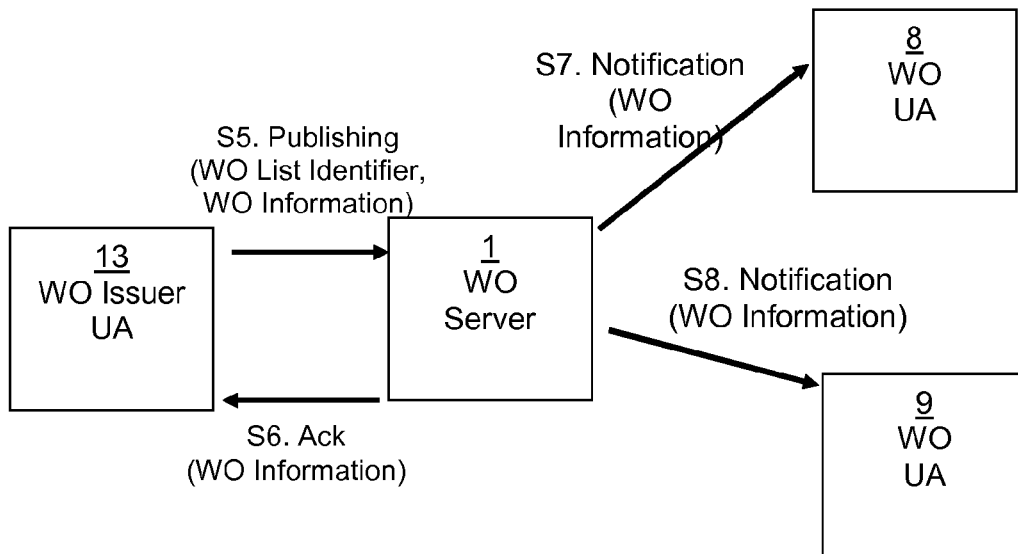 8
WO
UA
S7. Notification
(WO
Information)
S5. Publishing
(WO List Identifier,
WO Information)
13
WO Issuer
UA
1
WO
Server
S8. Notification
(WO Information)
S6. Ack
(WO Information)
9
WO
UA